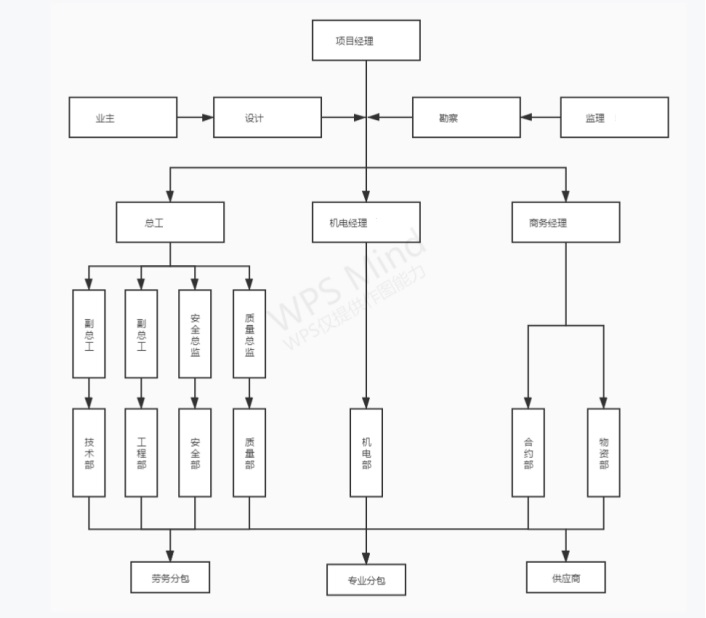 项目经理
业主
设计
勘察
监理
总工
机电经理
商务经理
WPS Mind
WPS仅提供作图能力
副总工
副总工
安全总监
质量总监
技术部
工程部
安全部
质量部
机电部
合约部
物资部
劳务分包
专业分包
供应商